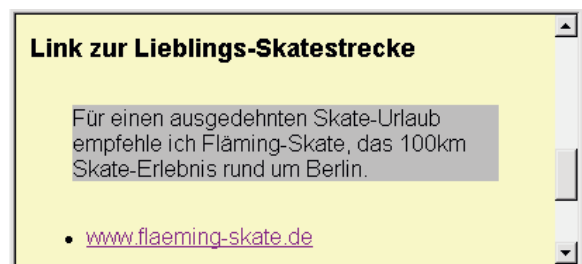 Link zur Lieblings-Skatestrecke
Für einen ausgedehnten Skate-Urlaub
empfehle ich Fläming-Skate, das 100km
Skate-Erlebnis rund um Berlin.
• www.flaeming-skate.de